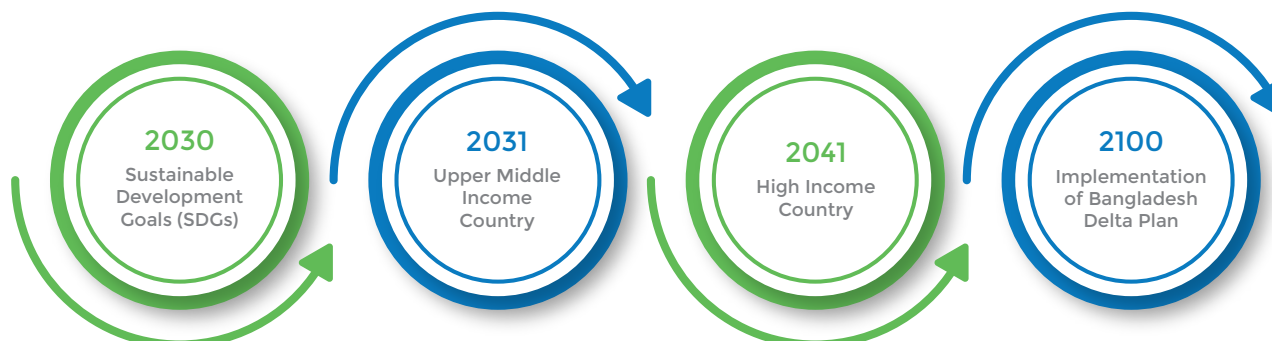 2030
Sustainable
Development
Goals (SDGs)
2031
Upper Middle
Income
Country
2041
High Income
Country
2100
Implementation
of Bangladesh
Delta Plan